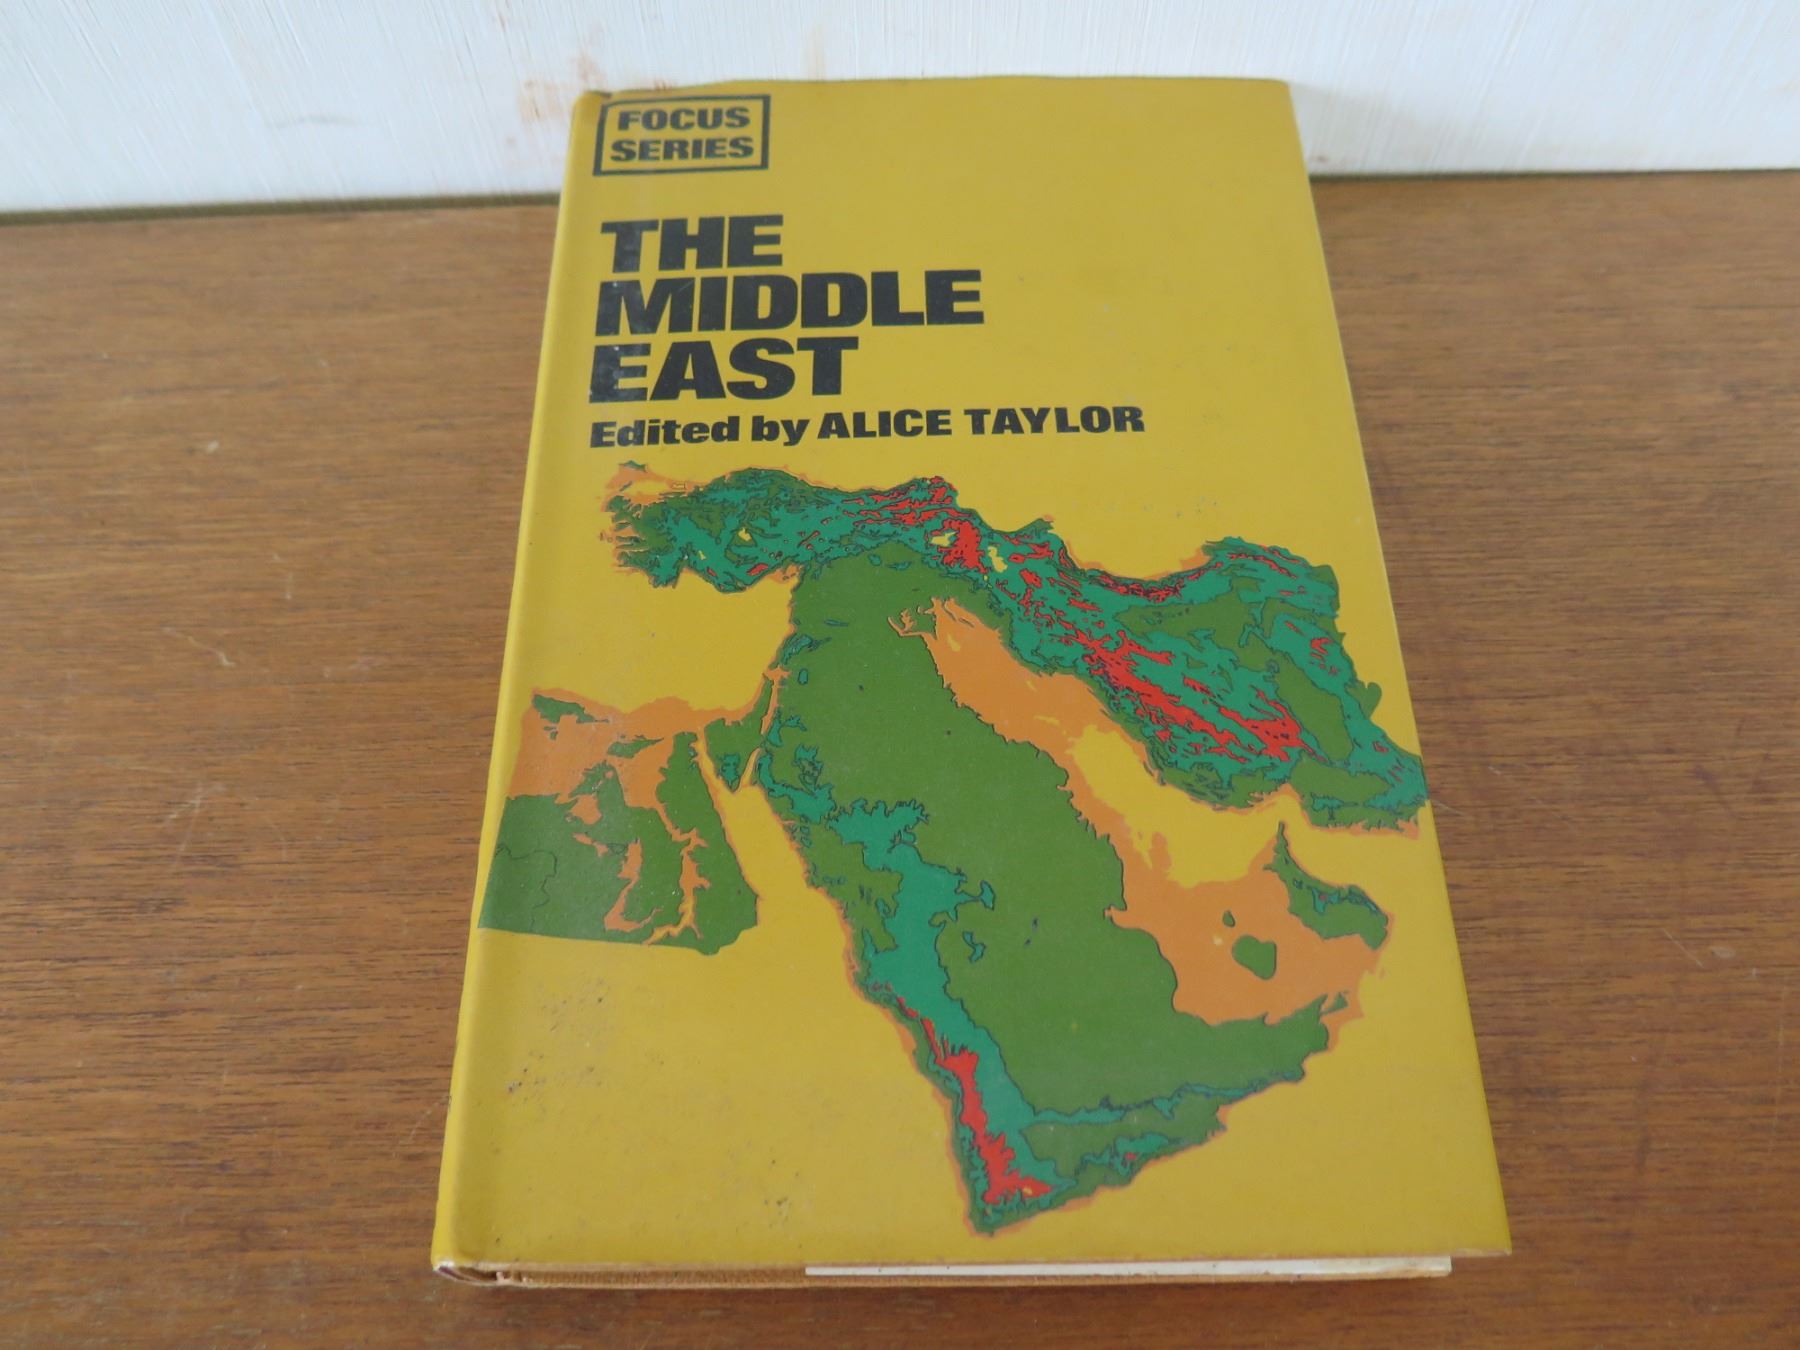 FOCUS
SERIES
THE
MIDDLE
EAST
Edited by ALICE TAYLOR